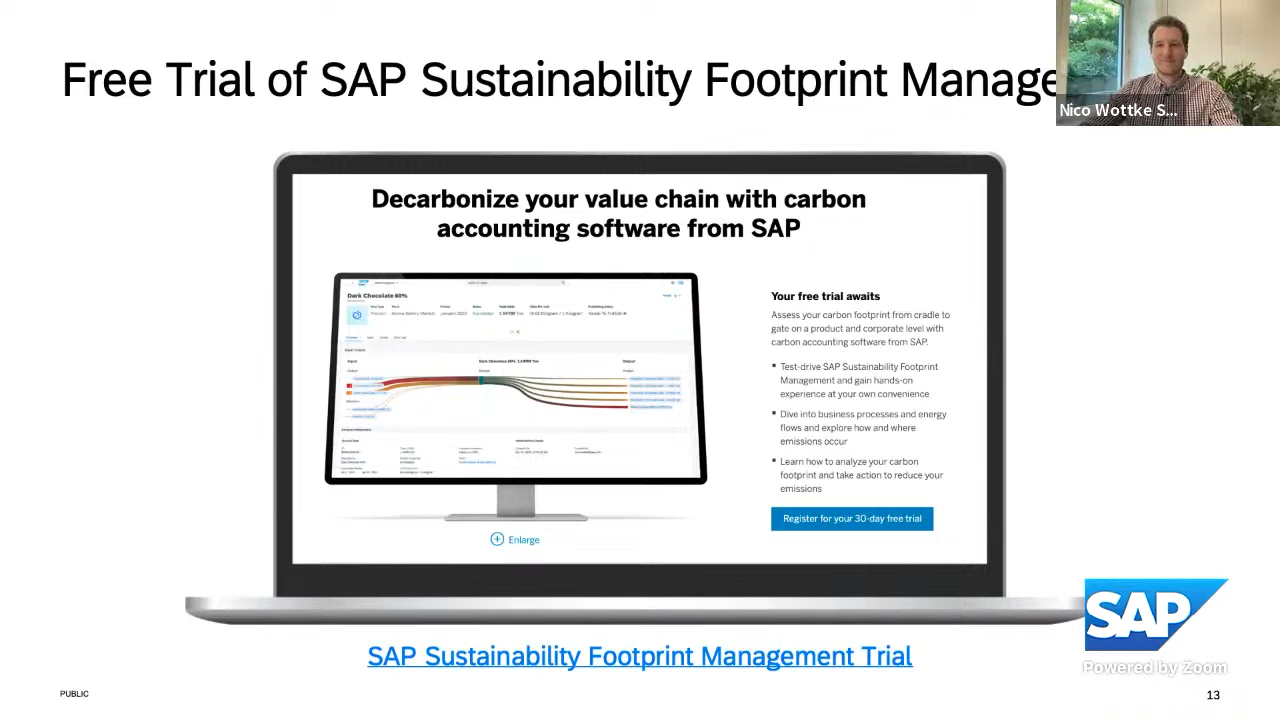 Free Trial of SAP Sustainability Footprint Manage
Nico Wottke S...
Decarbonize your value chain with carbon
accounting software from SAP
Dark Chocolate 60%
Your free trial awaits
Assess your carbon footprint from cradle to
gate on a product and corporate level with
carbon accounting software from SAP.
▪ Test-drive SAP Sustainability Footprint
Management and gain hands-on
experience at your own convenience
▪ Dive into business processes and energy
flows and explore how and where
emissions occur
▪ Learn how to analyze your carbon
footprint and take action to reduce your
emissions
Register for your 30-day free trial
Enlarge
SAP
Powered by Zoom
SAP Sustainability Footprint Management Trial
PUBLIC
13